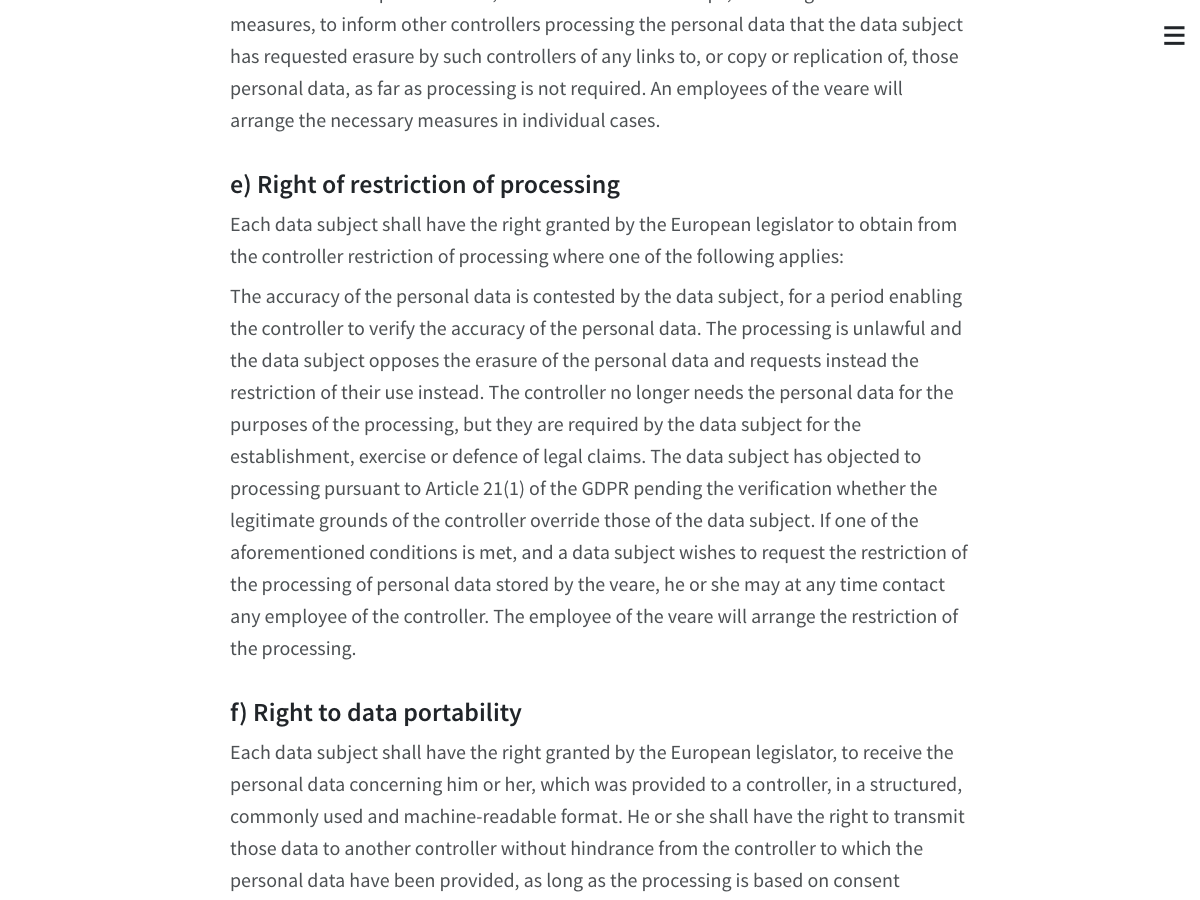 measures, to inform other controllers processing the personal data that the data subject
has requested erasure by such controllers of any links to, or copy or replication of, those
personal data, as far as processing is not required. An employees of the veare will
arrange the necessary measures in individual cases.
e) Right of restriction of processing
Each data subject shall have the right granted by the European legislator to obtain from
the controller restriction of processing where one of the following applies:
The accuracy of the personal data is contested by the data subject, for a period enabling
the controller to verify the accuracy of the personal data. The processing is unlawful and
the data subject opposes the erasure of the personal data and requests instead the
restriction of their use instead. The controller no longer needs the personal data for the
purposes of the processing, but they are required by the data subject for the
establishment, exercise or defence of legal claims. The data subject has objected to
processing pursuant to Article 21(1) of the GDPR pending the verification whether the
legitimate grounds of the controller override those of the data subject. If one of the
aforementioned conditions is met, and a data subject wishes to request the restriction of
the processing of personal data stored by the veare, he or she may at any time contact
any employee of the controller. The employee of the veare will arrange the restriction of
the processing.
f) Right to data portability
Each data subject shall have the right granted by the European legislator, to receive the
personal data concerning him or her, which was provided to a controller, in a structured,
commonly used and machine-readable format. He or she shall have the right to transmit
those data to another controller without hindrance from the controller to which the
personal data have been provided, as long as the processing is based on consent